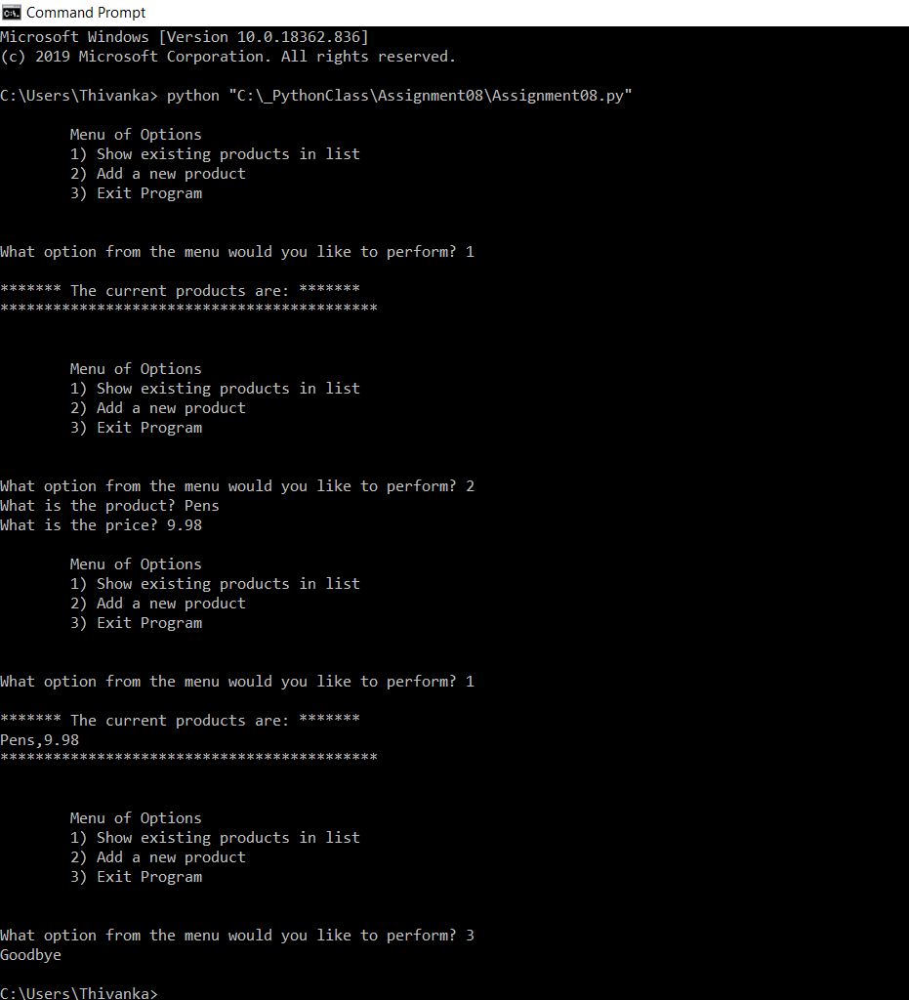 Command Prompt
Microsoft Windows [Version 10.0.18362.836]
(c) 2019 Microsoft Corporation. All rights reserved.
C:\Users\Thivanka> python "C:\_PythonClass\Assignment08\Assignment08.py"
Menu of Options
1) Show existing products in list
2) Add a new product
3) Exit Program
What option from the menu would you like to perform? 1
******* The current products are: *******
*******************************************
Menu of Options
1) Show existing products in list
2) Add a new product
3) Exit Program
What option from the menu would you like to perform? 2
What is the product? Pens
What is the price? 9.98
Menu of Options
1) Show existing products in list
2) Add a new product
3) Exit Program
What option from the menu would you like to perform? 1
******* The current products are: *******
Pens,9.98
*******************************************
Menu of Options
1) Show existing products in list
2) Add a new product
3) Exit Program
What option from the menu would you like to perform? 3
Goodbye
C:\Users\Thivanka>